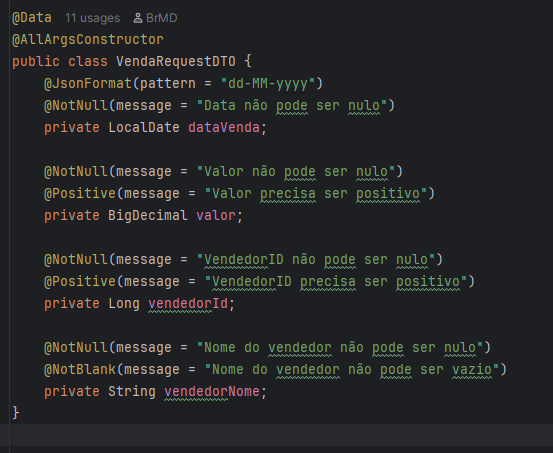 @Data 11 usages BrMD
@AllArgsConstructor
public class VendaRequestDTO {
@JsonFormat(pattern = "dd-MM-yyyy")
@NotNull(message = "Data não pode ser nulo")
private LocalDate dataVenda;
@NotNull(message = "Valor não pode ser nulo")
@Positive(message = "Valor precisa ser positivo")
private BigDecimal valor;
@NotNull(message = "VendedorID não pode ser nulo")
@Positive(message = "VendedorID precisa ser positivo")
private Long vendedorId;
@NotNull(message = "Nome do vendedor não pode ser nulo")
@NotBlank(message = "Nome do vendedor não pode ser vazio")
private String vendedorNome;
}